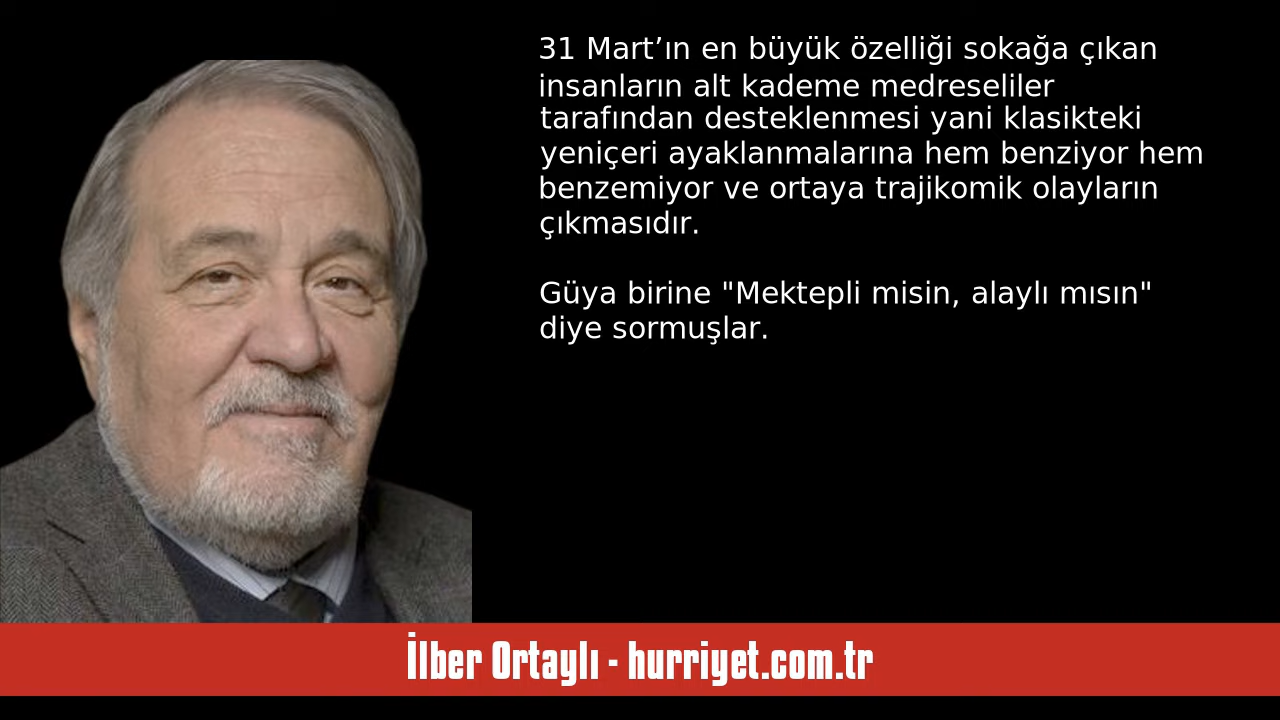 31 Mart’ın en büyük özelliği sokağa çıkan
insanların alt kademe medreseliler
tarafından desteklenmesi yani klasikteki
yeniçeri ayaklanmalarına hem benziyor hem
benzemiyor ve ortaya trajikomik olayların
çıkmasıdır.
Güya birine "Mektepli misin, alaylı mısın"
diye sormuşlar.
İlber Ortaylı - hurriyet.com.tr